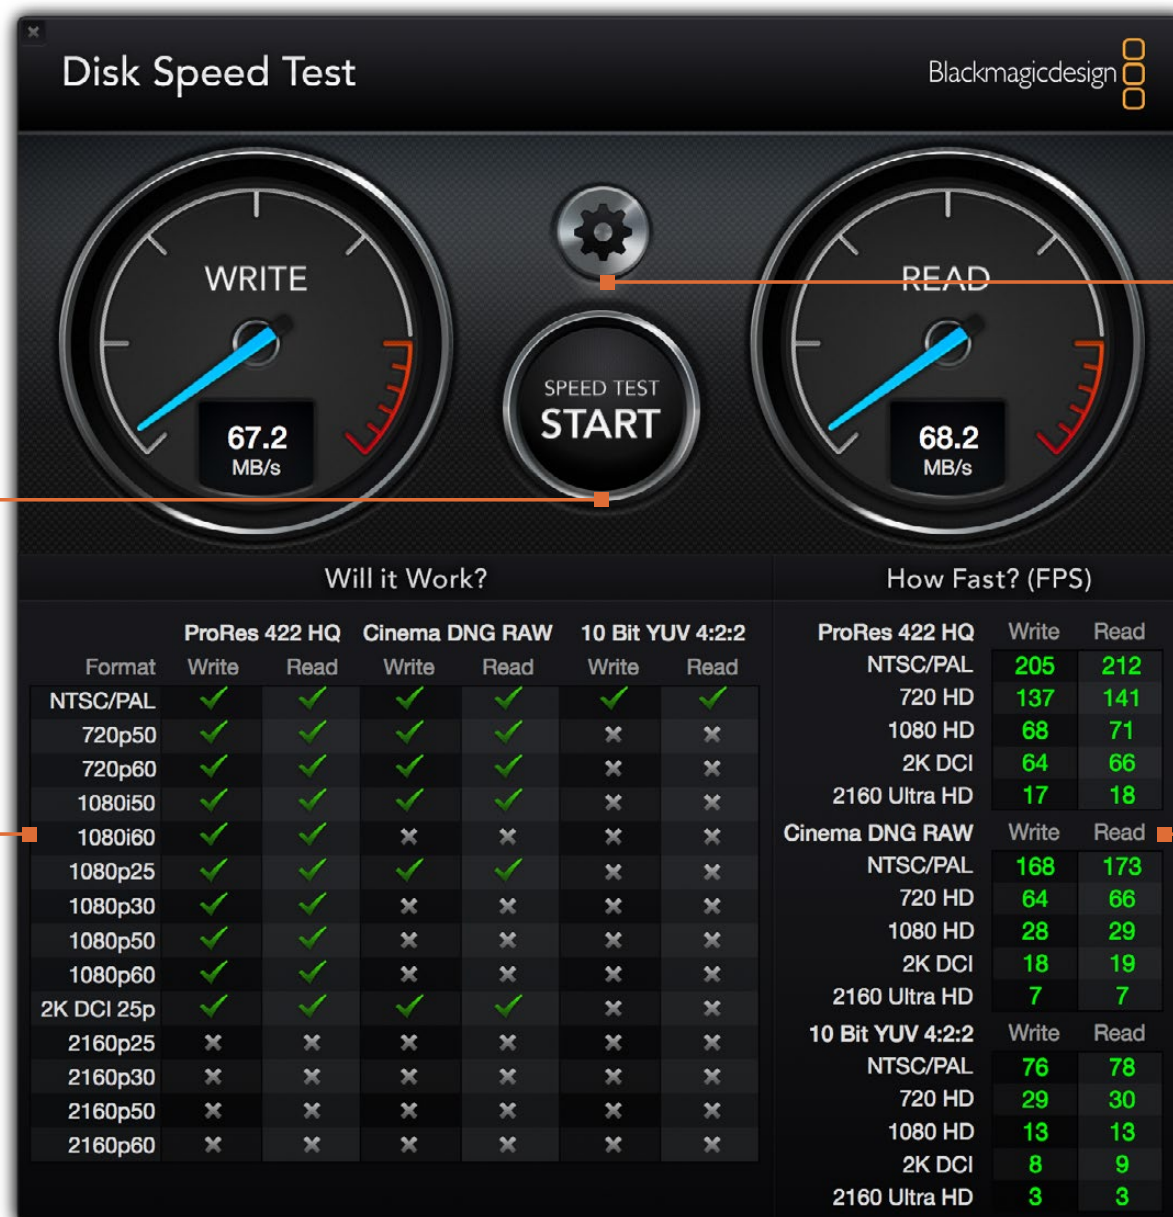 Disk Speed Test
Blackmagicdesign
WRITE
67.2
MB/s
SPEED TEST
START
READ
68.2
MB/s
Will it Work?
ProRes 422 HQ Cinema DNG RAW 10 Bit YUV 4:2:2
Format Write Read Write Read Write Read
NTSC/PAL
720p50
720p60
1080i50
1080i60
1080p25
1080p30
1080p50
1080p60
2K DCI 25p
2160p25
2160p30
2160p50
2160p60
How Fast? (FPS)
ProRes 422 HQ Write Read
NTSC/PAL 205 212
720 HD 137 141
1080 HD 68 71
2K DCI 64 66
2160 Ultra HD 17 18
Cinema DNG RAW Write Read
NTSC/PAL 168 173
720 HD 64 66
1080 HD 28 29
2K DCI 18 19
2160 Ultra HD 7 7
10 Bit YUV 4:2:2 Write Read
NTSC/PAL 76 78
720 HD 29 30
1080 HD 13 13
2K DCI 8 9
2160 Ultra HD 3 3